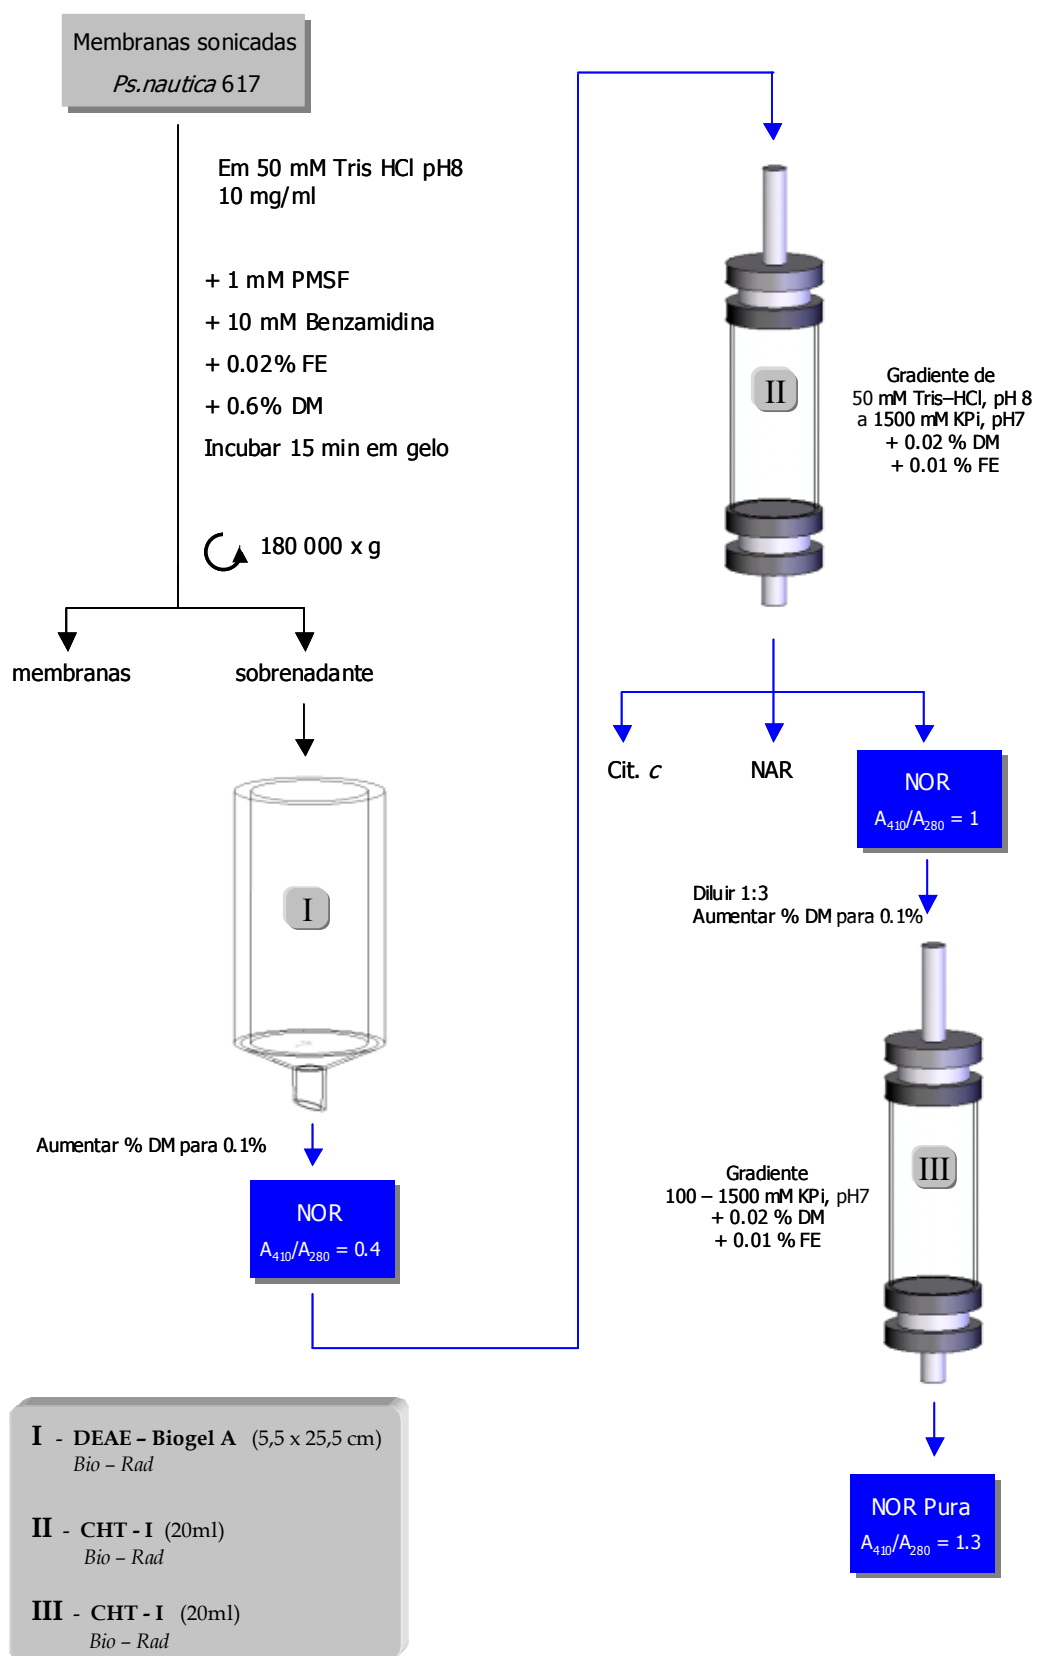 Membranas sonicadas
Ps.nautica 617
Em 50 mM Tris HCl pH8
10 mg/ml
+ 1 mM PMSF
+ 10 mM Benzamidina
+ 0.02% FE
+ 0.6% DM
Incubar 15 min em gelo
180 000 x g
membranas
sobrenadante
I
Aumentar % DM para 0.1%
NOR
A410/A280 = 0.4
II
Gradiente de
50 mM Tris–HCl, pH 8
a 1500 mM KPi, pH7
+ 0.02 % DM
+ 0.01 % FE
Cit. c
NAR
NOR
A410/A280 = 1
Diluir 1:3
Aumentar % DM para 0.1%
III
Gradiente
100 – 1500 mM KPi, pH7
+ 0.02 % DM
+ 0.01 % FE
NOR Pura
A410/A280 = 1.3
I - DEAE – Biogel A (5,5 x 25,5 cm)
Bio – Rad
II - CHT - I (20ml)
Bio – Rad
III - CHT - I (20ml)
Bio – Rad